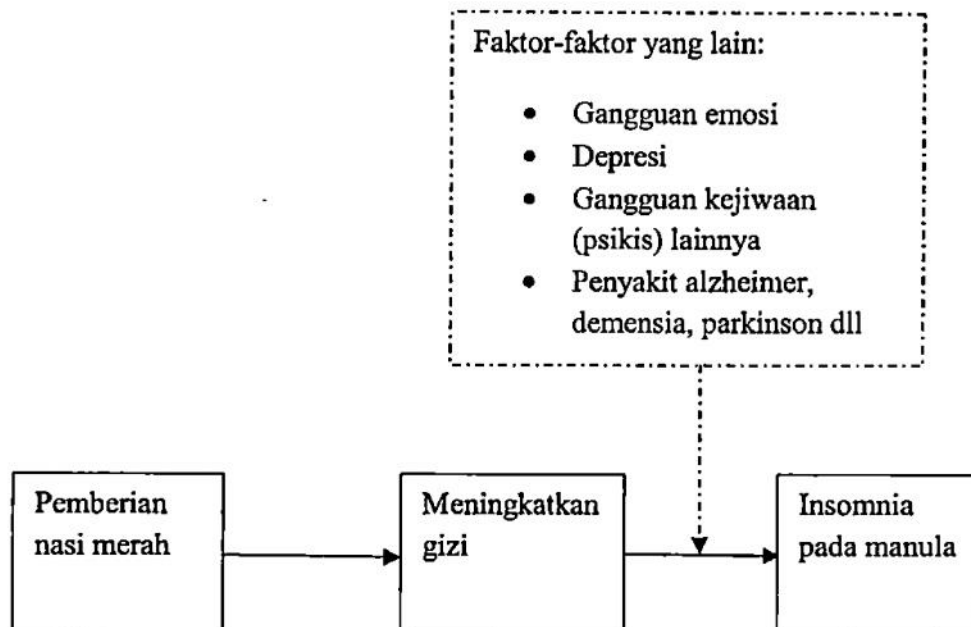 Faktor-faktor yang lain:
• Gangguan emosi
• Depresi
• Gangguan kejiwaan
(psikis) lainnya
• Penyakit alzheimer,
demensia, parkinson dll
Pemberian
nasi merah
Meningkatkan
gizi
Insomnia
pada manula